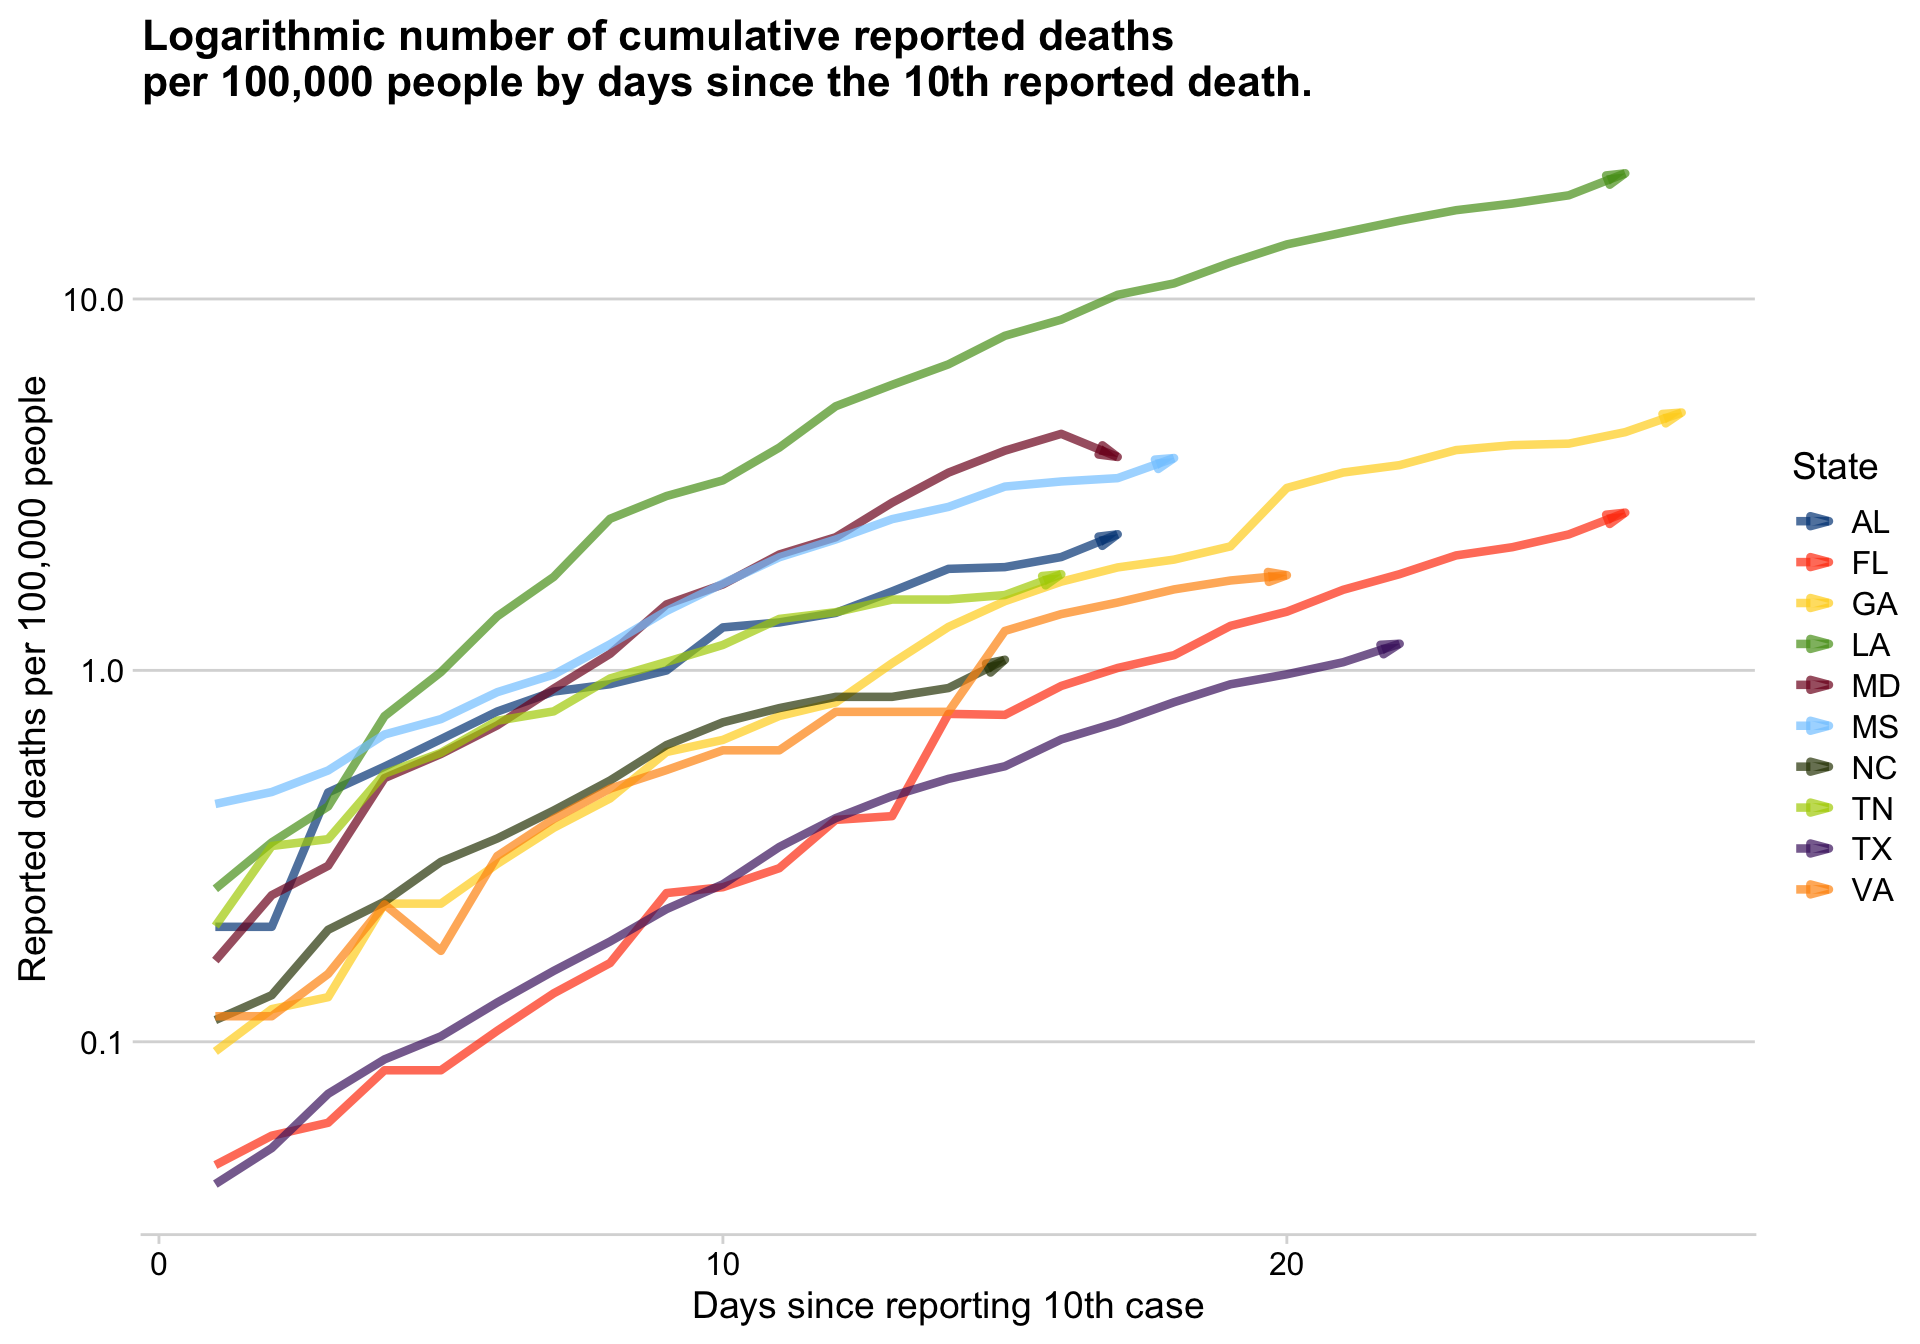 Logarithmic number of cumulative reported deaths
per 100,000 people by days since the 10th reported death.
Reported deaths per 100,000 people
10.0
1.0
0.1
0
10
20
Days since reporting 10th case
State
AL
FL
GA
LA
MD
MS
NC
TN
TX
VA